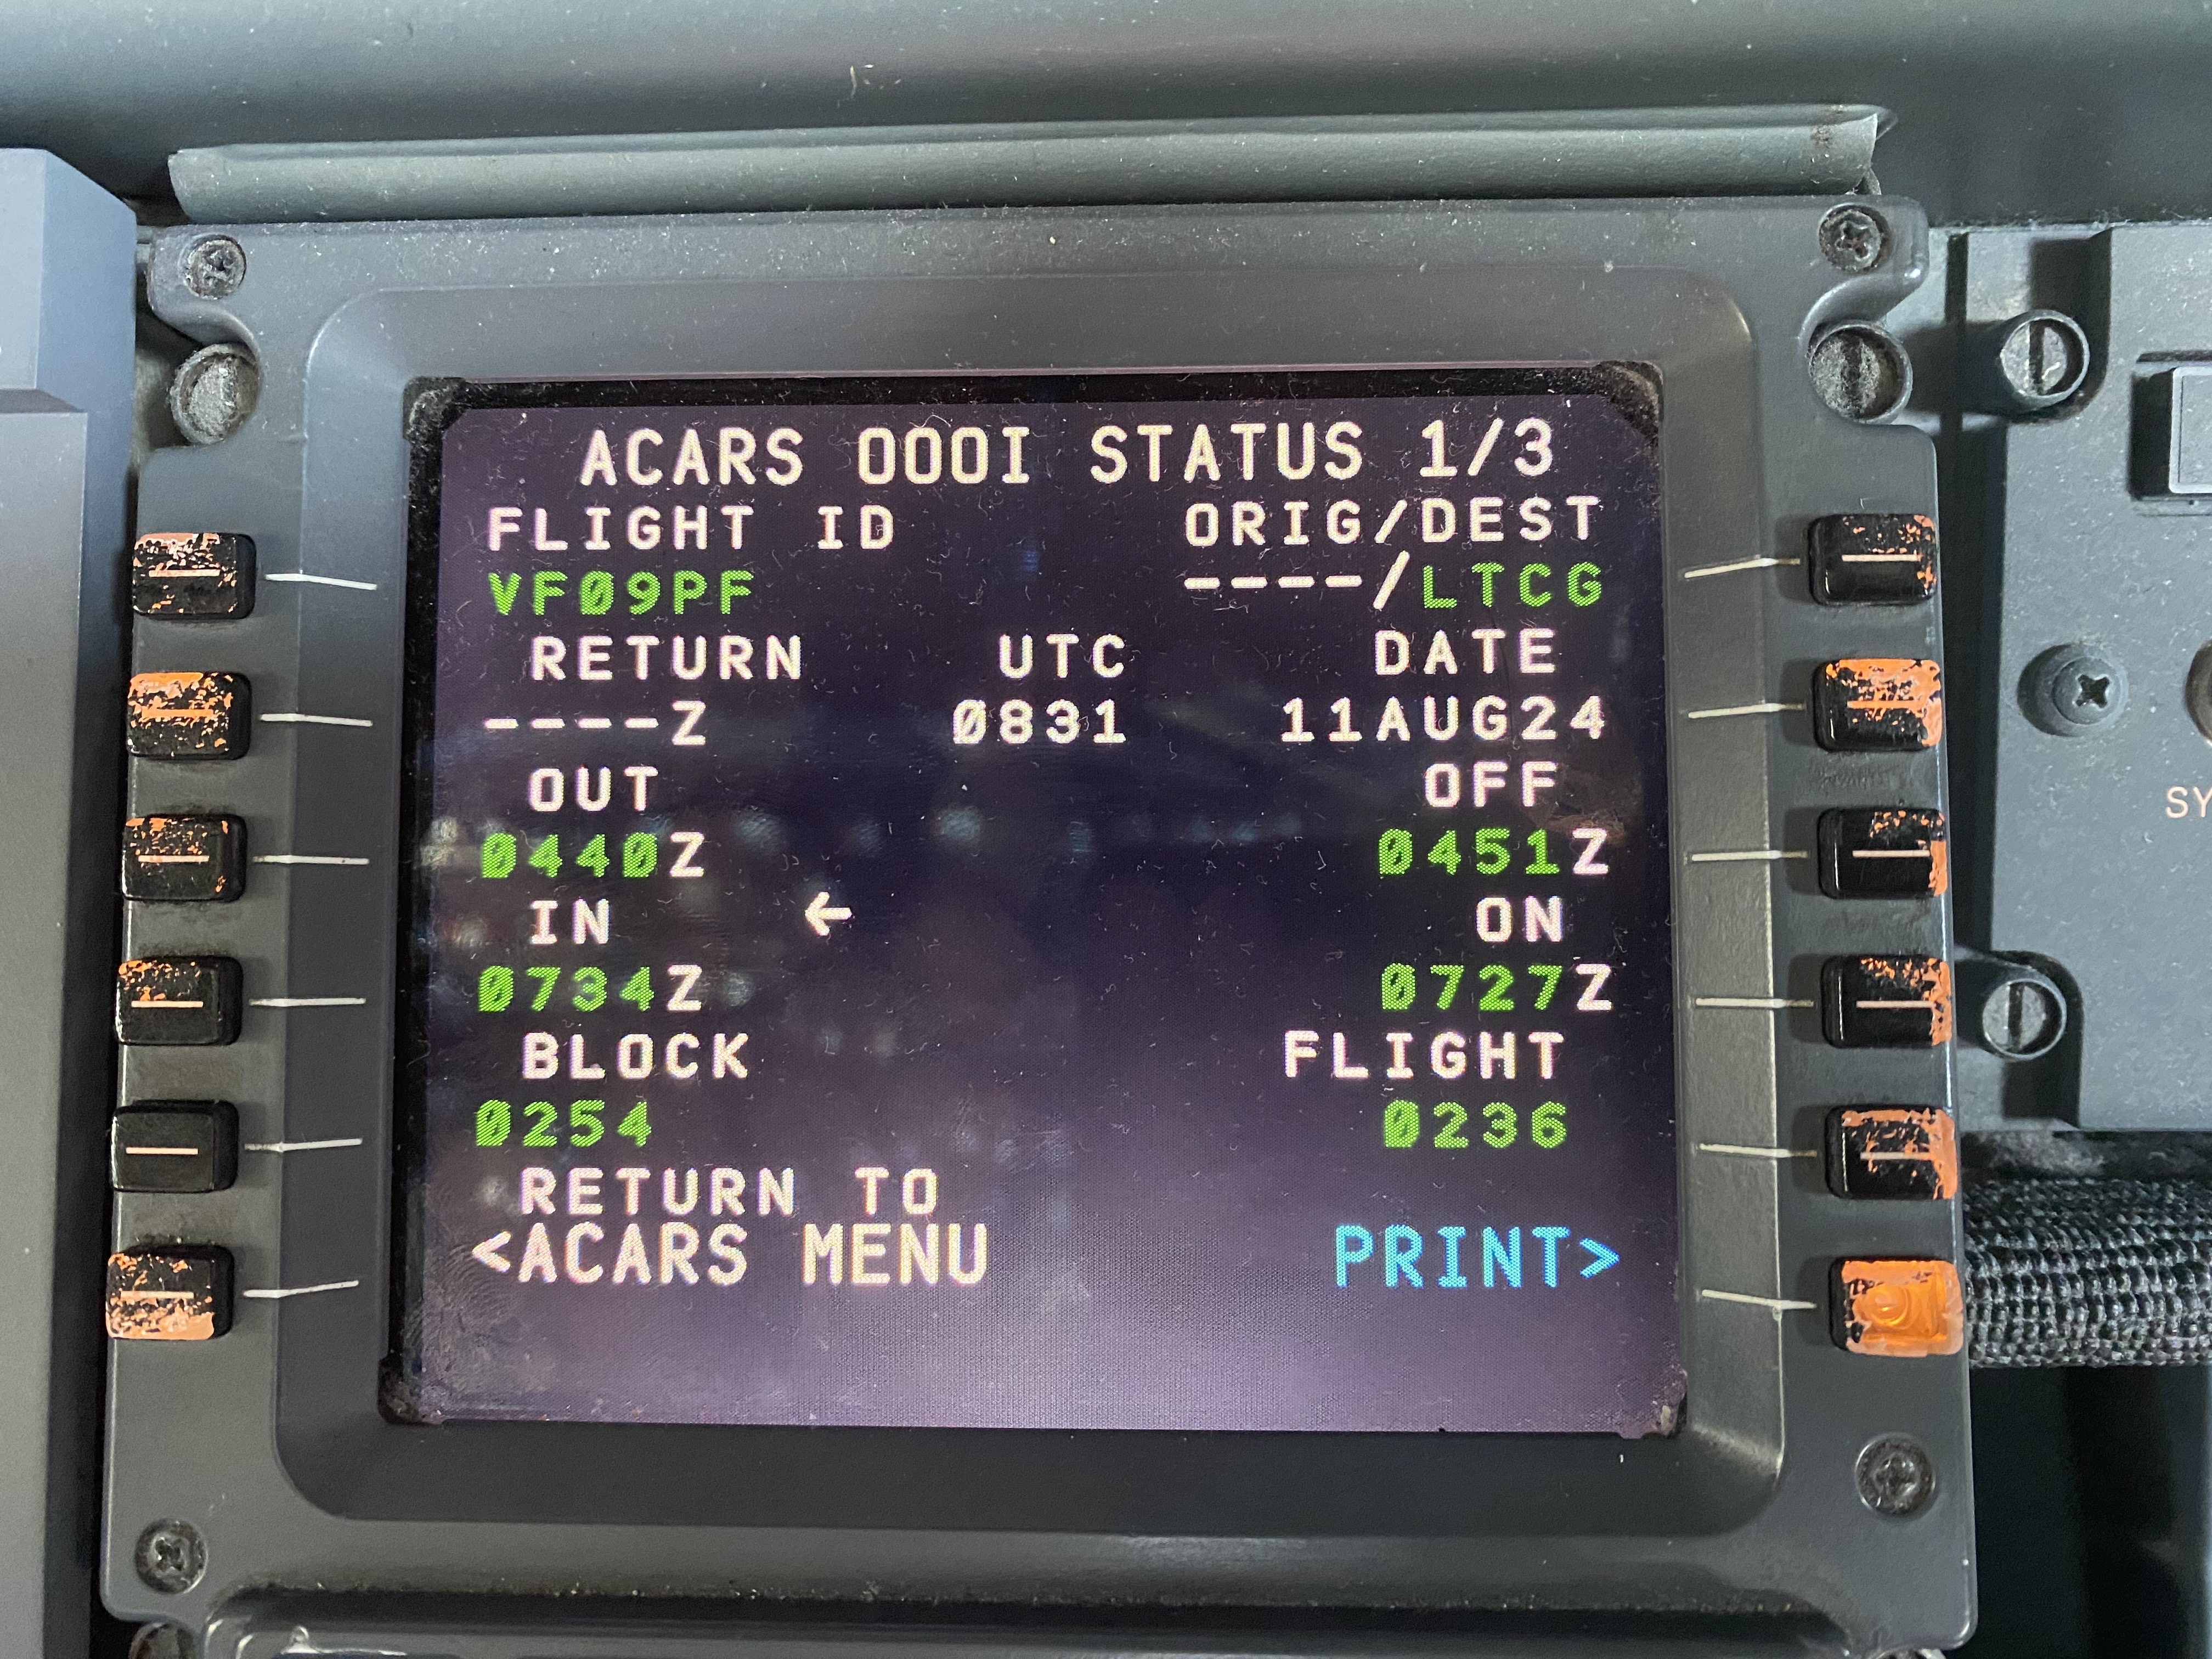 ACARS OOOI STATUS 1/3
FLIGHT ID ORIG/DEST
VF09PF ----/LTCG
RETURN UTC DATE
----Z 0831 11AUG24
OUT OFF
0440Z 0451Z
IN ← ON
0734Z 0727Z
BLOCK FLIGHT
0254 0236
RETURN TO
<ACARS MENU PRINT>
SY